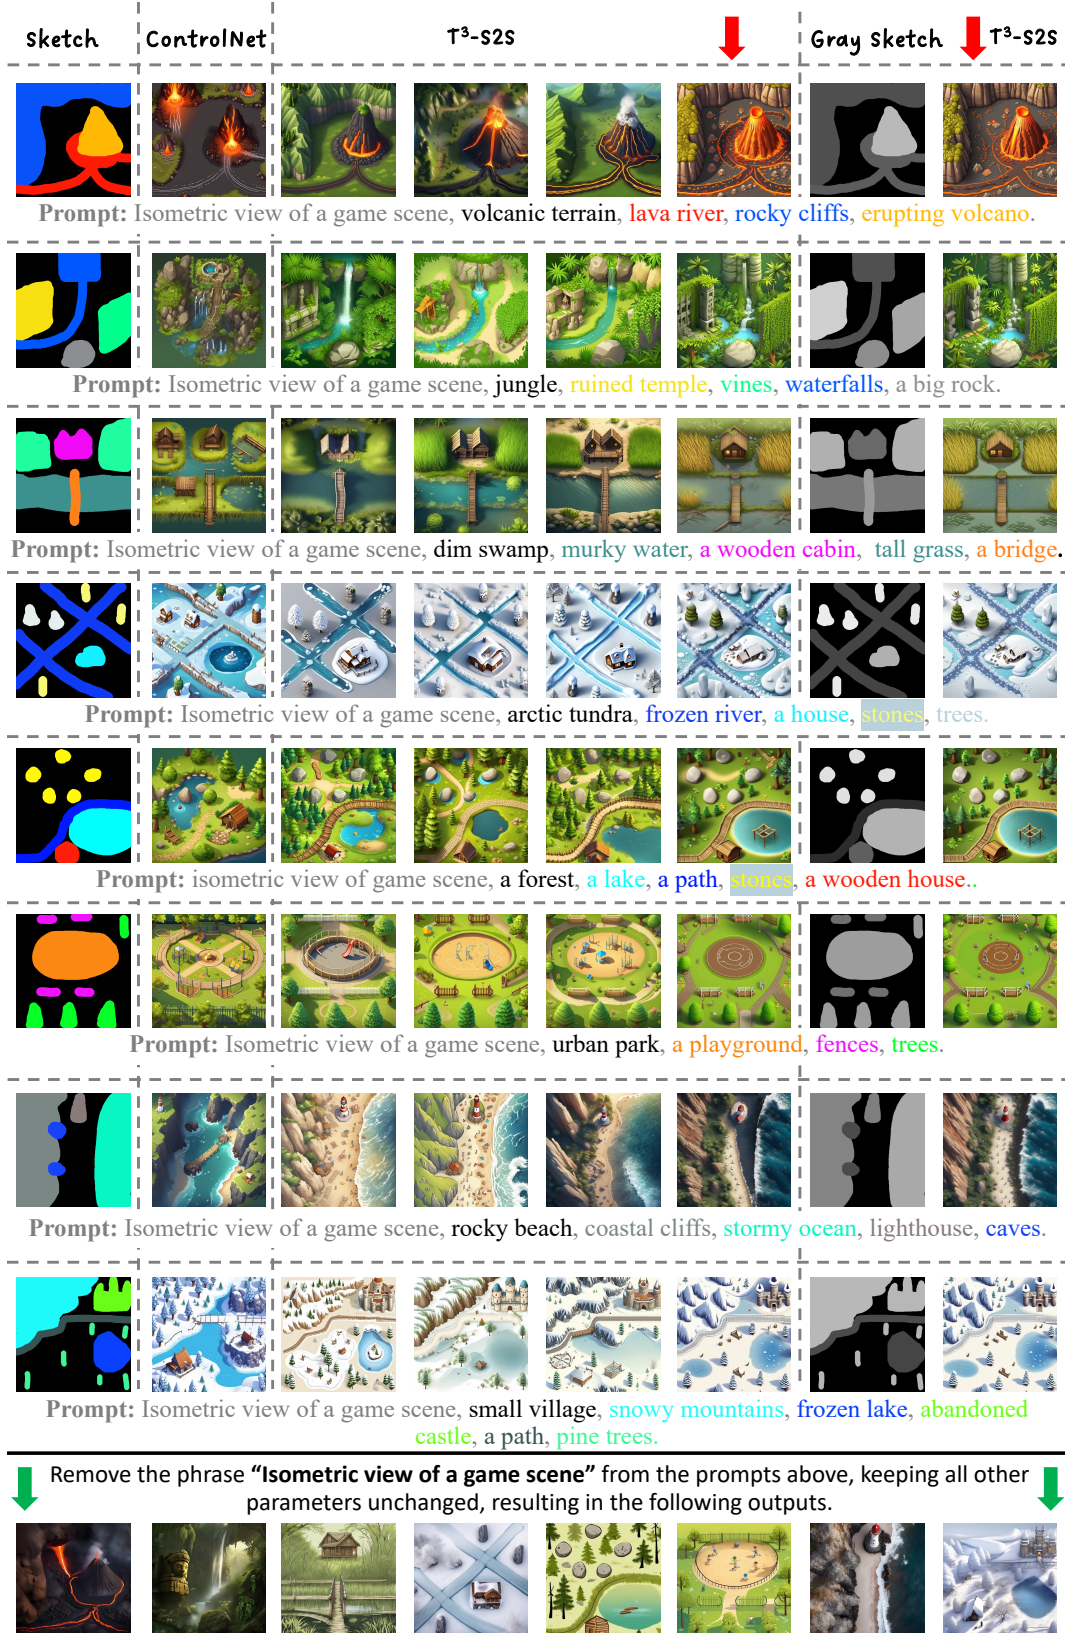 Sketch ControlNet T³-S2S Gray Sketch T³-S2S
Prompt: Isometric view of a game scene, volcanic terrain, lava river, rocky cliffs, erupting volcano.
Prompt: Isometric view of a game scene, jungle, ruined temple, vines, waterfalls, a big rock.
Prompt: Isometric view of a game scene, dim swamp, murky water, a wooden cabin, tall grass, a bridge.
Prompt: Isometric view of a game scene, arctic tundra, frozen river, a house, stones, trees.
Prompt: isometric view of a game scene, a forest, a lake, a path, stones, a wooden house..
Prompt: Isometric view of a game scene, urban park, a playground, fences, trees.
Prompt: Isometric view of a game scene, rocky beach, coastal cliffs, stormy ocean, lighthouse, caves.
Prompt: Isometric view of a game scene, small village, snowy mountains, frozen lake, abandoned
castle, a path, pine trees.
Remove the phrase “Isometric view of a game scene” from the prompts above, keeping all other
parameters unchanged, resulting in the following outputs.